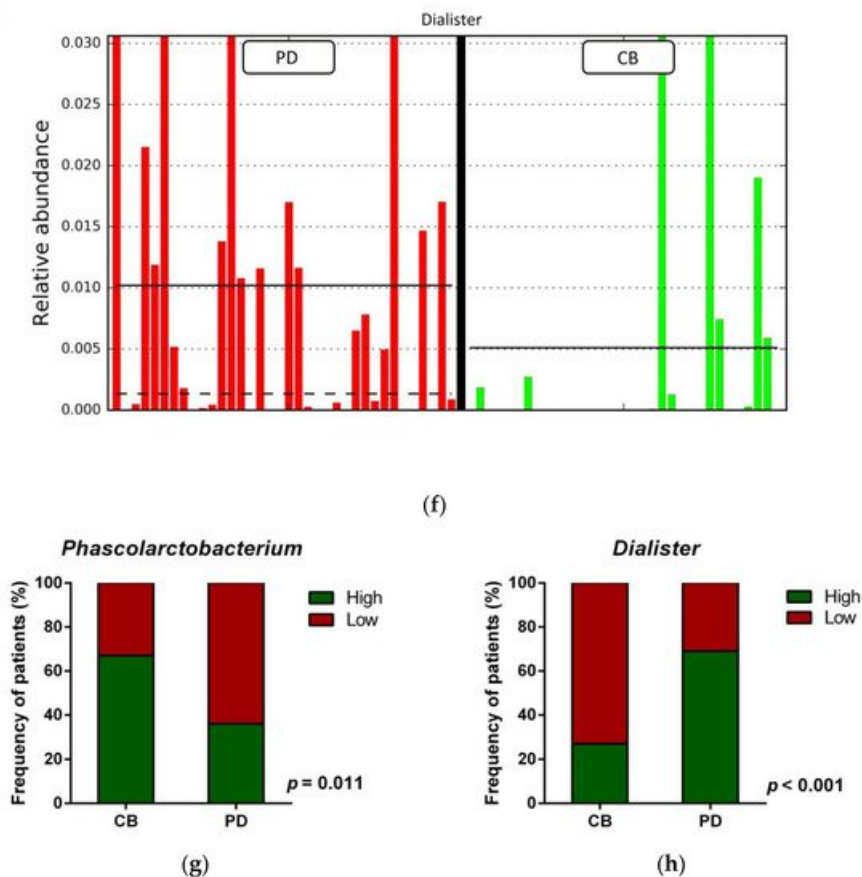 Dialister
0.030
0.025
0.020
0.015
0.010
0.005
0.000
Relative abundance
PD
CB
(f)
Phascolarctobacterium
Frequency of patients (%)
100
80
60
40
20
0
CB
PD
High
Low
p = 0.011
(g)
Dialister
Frequency of patients (%)
100
80
60
40
20
0
CB
PD
High
Low
p < 0.001
(h)